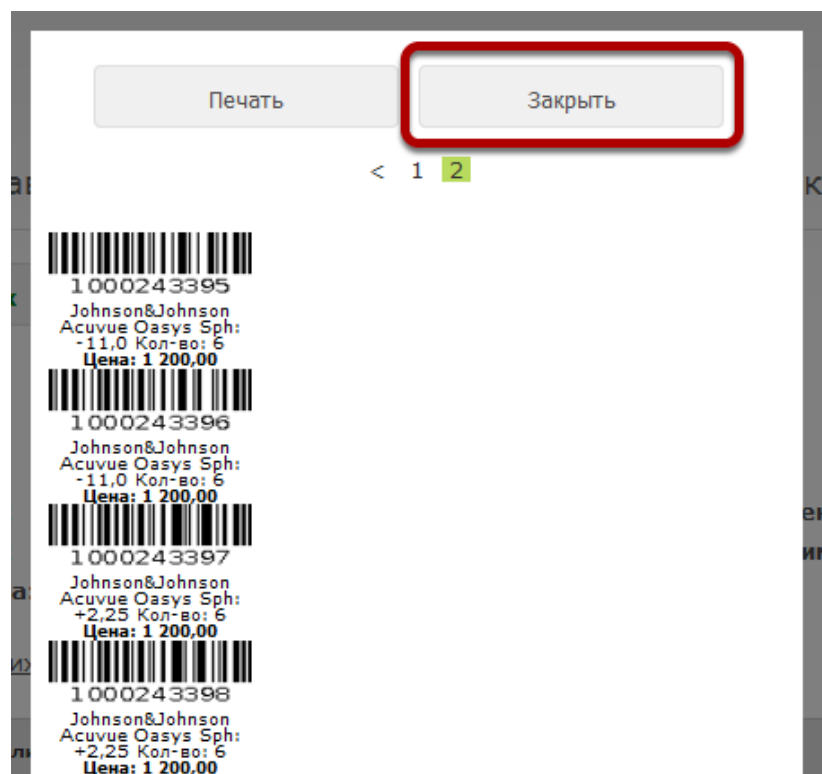 Печать Закрыть
< 1 2
1000243395
Johnson&Johnson
Acuvue Oasys Sph:
-11,0 Кол-во: 6
Цена: 1 200,00
1000243396
Johnson&Johnson
Acuvue Oasys Sph:
-11,0 Кол-во: 6
Цена: 1 200,00
1000243397
Johnson&Johnson
Acuvue Oasys Sph:
+2,25 Кол-во: 6
Цена: 1 200,00
1000243398
Johnson&Johnson
Acuvue Oasys Sph:
+2,25 Кол-во: 6
Цена: 1 200,00